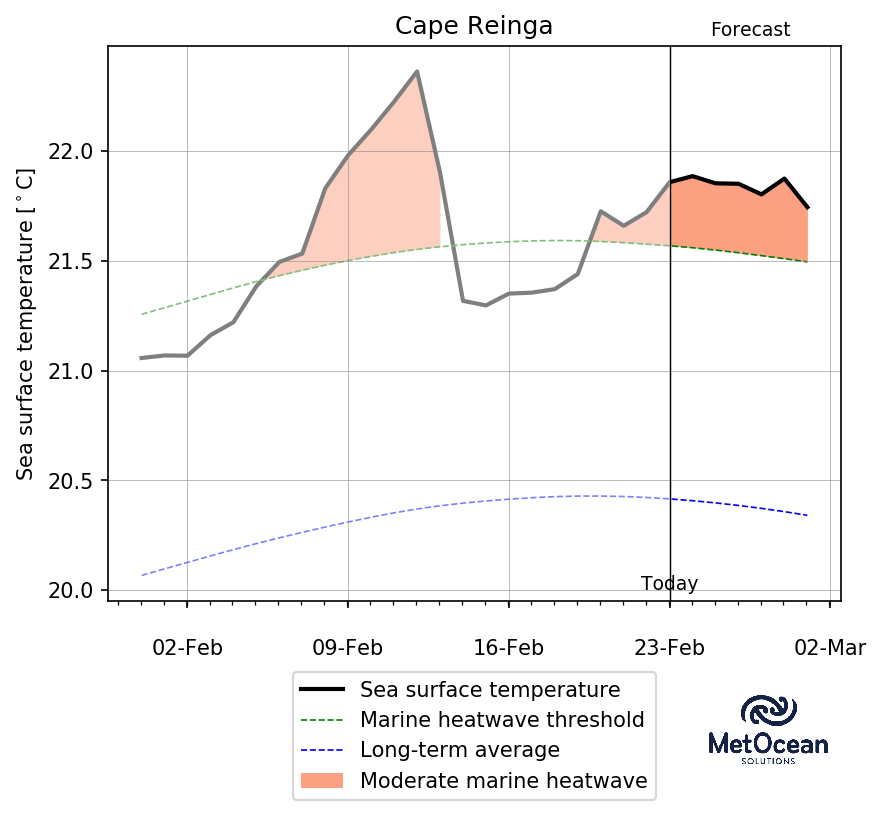 Cape Reinga
Forecast
Sea surface temperature [°C]
22.0
21.5
21.0
20.5
20.0
Today
02-Feb 09-Feb 16-Feb 23-Feb 02-Mar
Sea surface temperature
Marine heatwave threshold
Long-term average
Moderate marine heatwave
MetOcean
SOLUTIONS